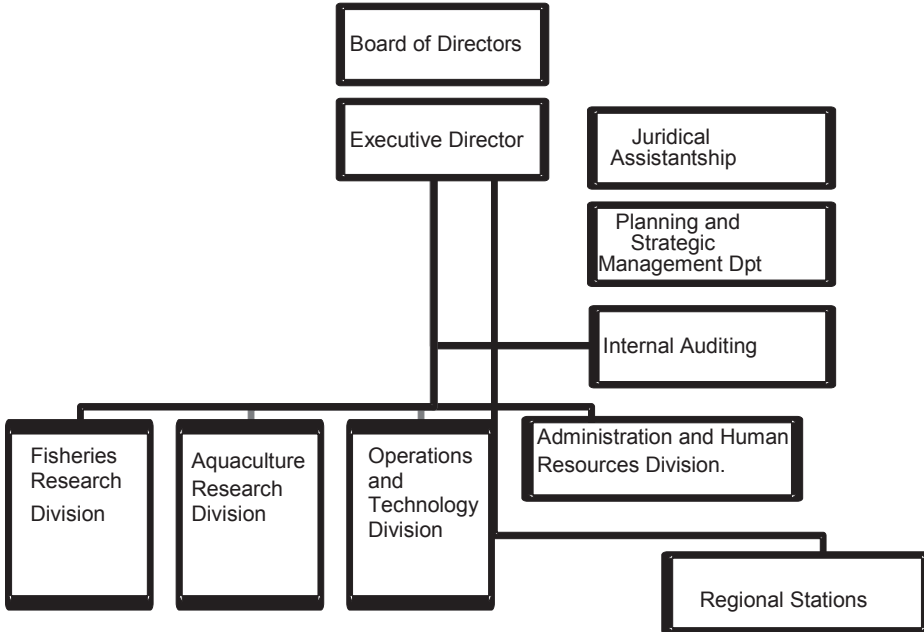 Board of Directors
Executive Director
Juridical
Assistantship
Planning and
Strategic
Management Dpt
Internal Auditing
Fisheries
Research
Division
Aquaculture
Research
Division
Operations
and
Technology
Division
Administration and Human
Resources Division.
Regional Stations